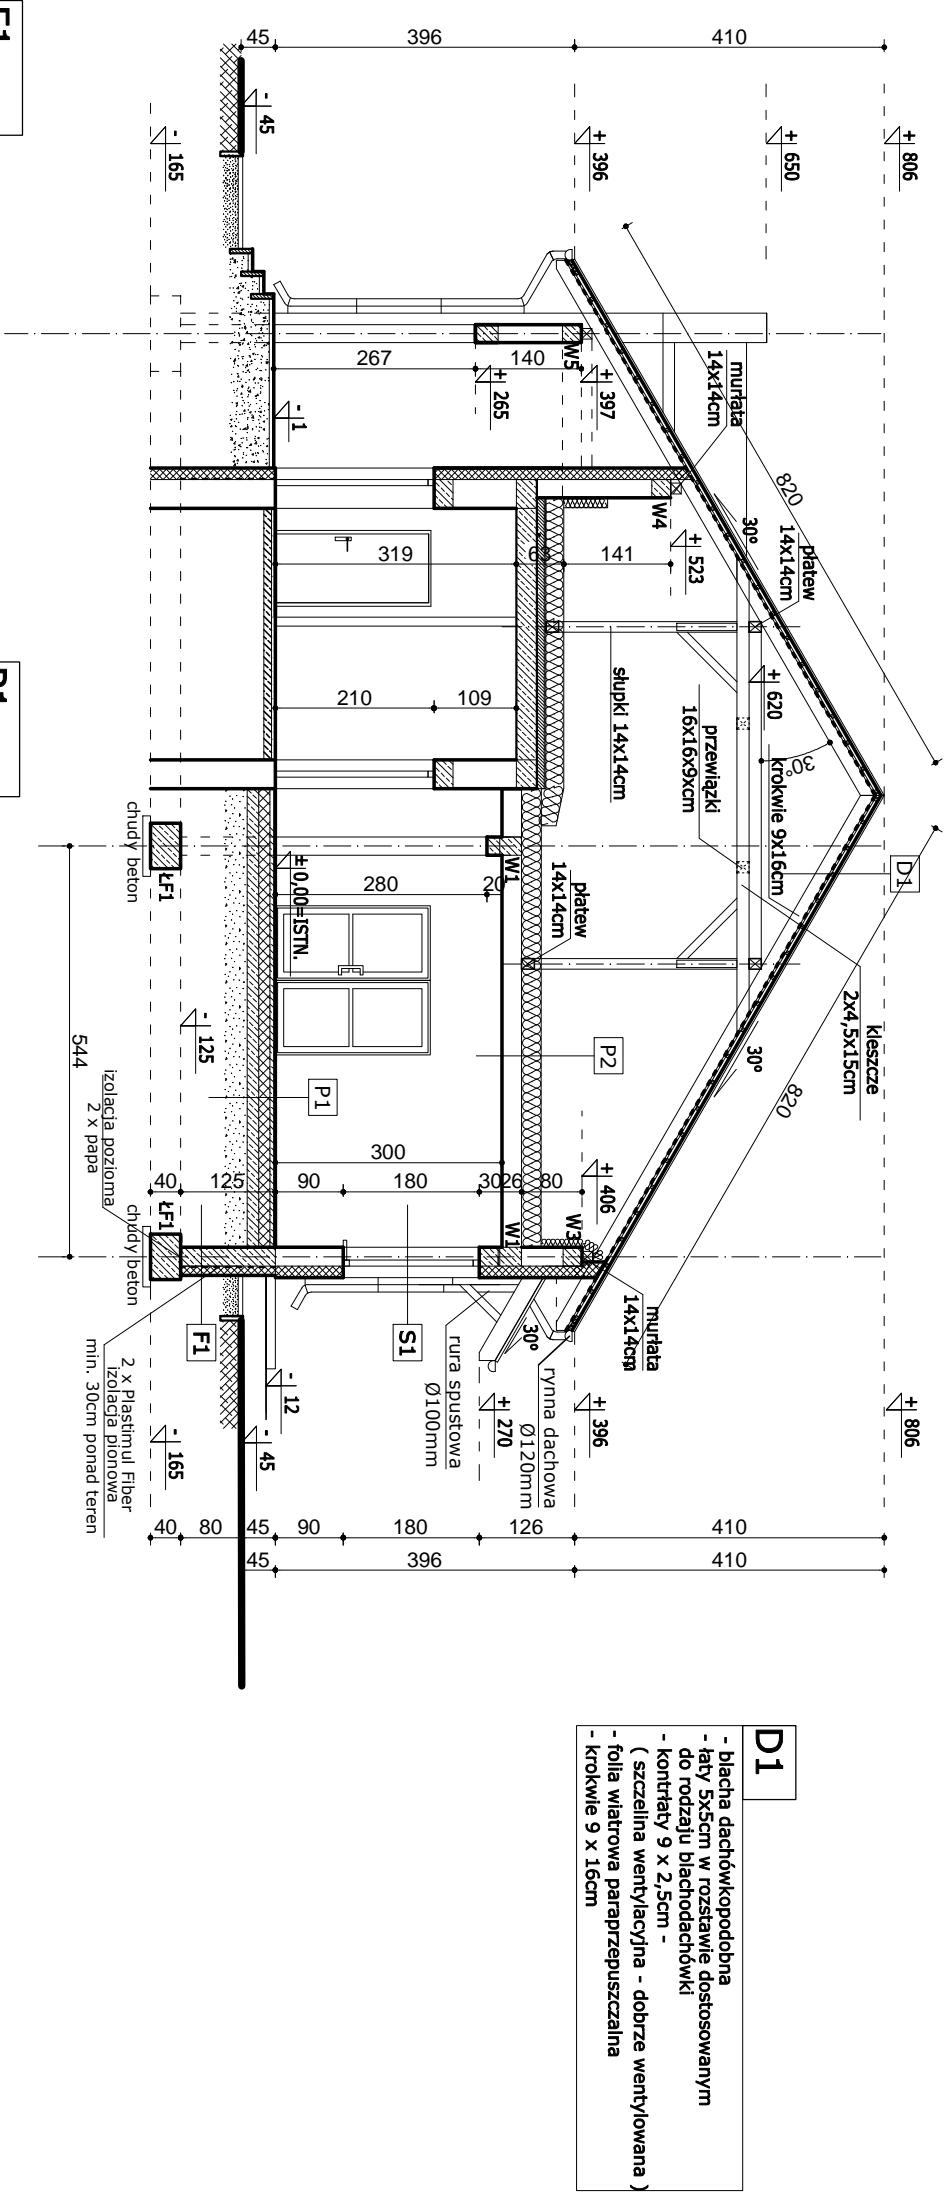 45
396
410
- 45
- 165
+ 396
+ 650
+ 806
267
140
W5
+ 265
+ 397
- 1
murłata
14x14cm
820
30°
płatew
14x14cm
W4
+ 523
319
63
141
210
109
+ 620
słupki 14x14cm
przewiązki
16x16x9xcm
krokwie 9x16cm
30°
D1
chudy beton
ŁF1
± 0,00=ISTN.
280
20
W1
płatew
14x14cm
kleszcze
2x4,5x15cm
- 125
544
P1
P2
30°
820
izolacja pozioma
2 x papa
300
40
125
90
180
30
26
80
+ 406
ŁF1
chudy beton
W1
W3
murłata
14x14cm
30°
F1
S1
rura spustowa
Ø100mm
rynna dachowa
Ø120mm
2 x Plastimul Fiber
izolacja pionowa
min. 30cm ponad teren
- 12
- 45
- 165
+ 270
+ 396
+ 806
40
80
45
90
180
126
410
45
396
410
D1
- blacha dachówkopodobna
- łaty 5x5cm w rozstawie dostosowanym
do rodzaju blachodachówki
- kontrłaty 9 x 2,5cm -
( szczelina wentylacyjna - dobrze wentylowana )
- folia wiatrowa paraprzepuszczalna
- krokwie 9 x 16cm